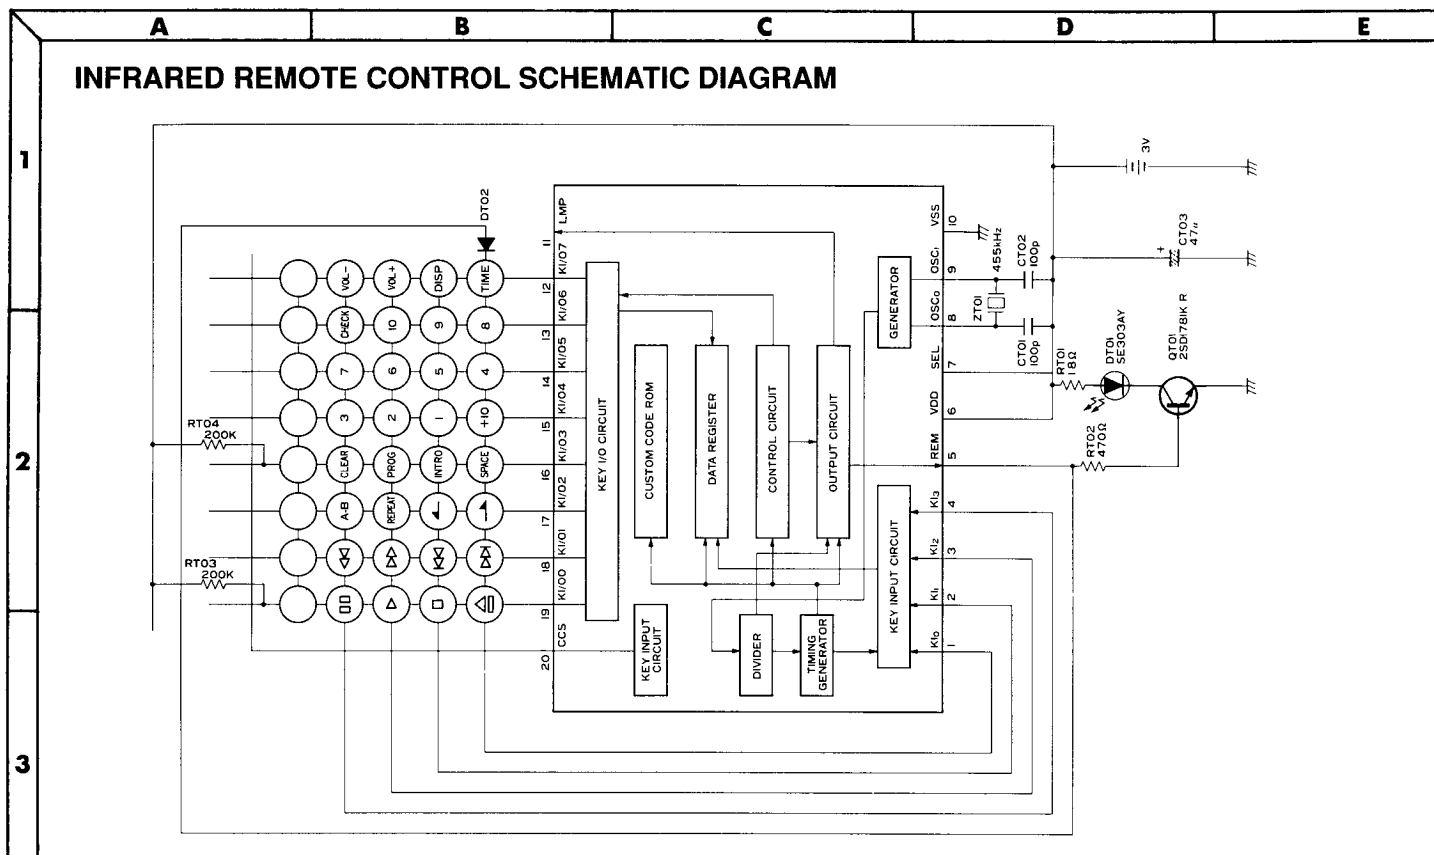 A B C D E
INFRARED REMOTE CONTROL SCHEMATIC DIAGRAM
1
2
3
3V
DT02
LMP
11
VSS
10
CT03
47µ
+
VOL-
VOL+
DISP
TIME
KI/07
12
OSCI
9
455kHz
CT02
100p
GENERATOR
CHECK
10
9
8
KI/06
13
OSCO
8
ZT01
CT01
100p
7
6
5
4
KI/05
14
SEL
7
RT01
18Ω
DT01
SE303AY
QT01
2SD1781K R
3
2
1
+10
KI/04
15
VDD
6
RT04
200K
CLEAR
PROG
INTRO
SPACE
KI/03
16
REM
5
RT02
470Ω
KEY I/O CIRCUIT
CUSTOM CODE ROM
DATA REGISTER
CONTROL CIRCUIT
OUTPUT CIRCUIT
A-B
REPEAT
KI/02
17
KI3
4
RT03
200K
KI/01
18
KI2
3
KEY INPUT CIRCUIT
KI/00
19
KI1
2
CCS
20
KI0
1
KEY INPUT
CIRCUIT
DIVIDER
TIMING
GENERATOR